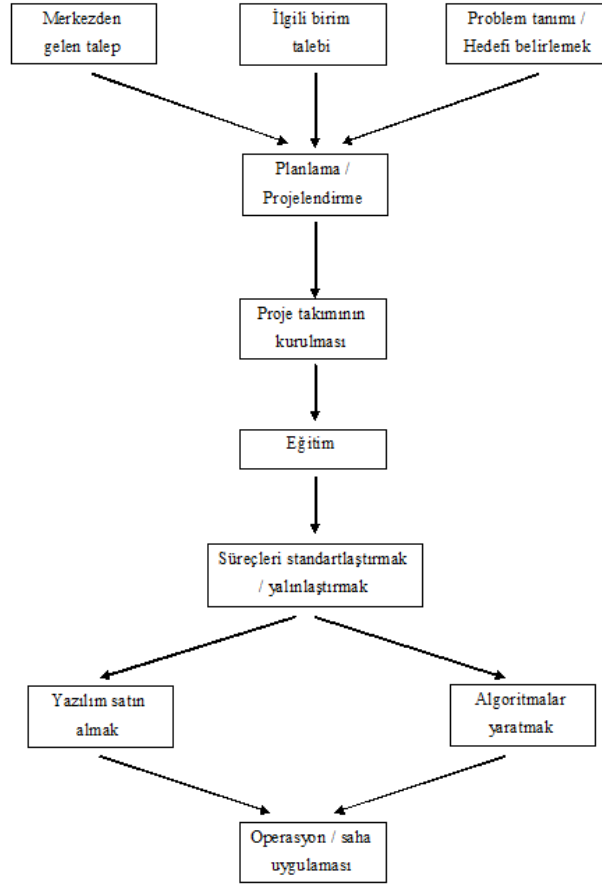 Merkezden
gelen talep
İlgili birim
talebi
Problem tanımı /
Hedefi belirlemek
Planlama /
Projelendirme
Proje takımının
kurulması
Eğitim
Süreçleri standartlaştırmak
/ yalınlaştırmak
Yazılım satın
almak
Algoritmalar
yaratmak
Operasyon / saha
uygulaması